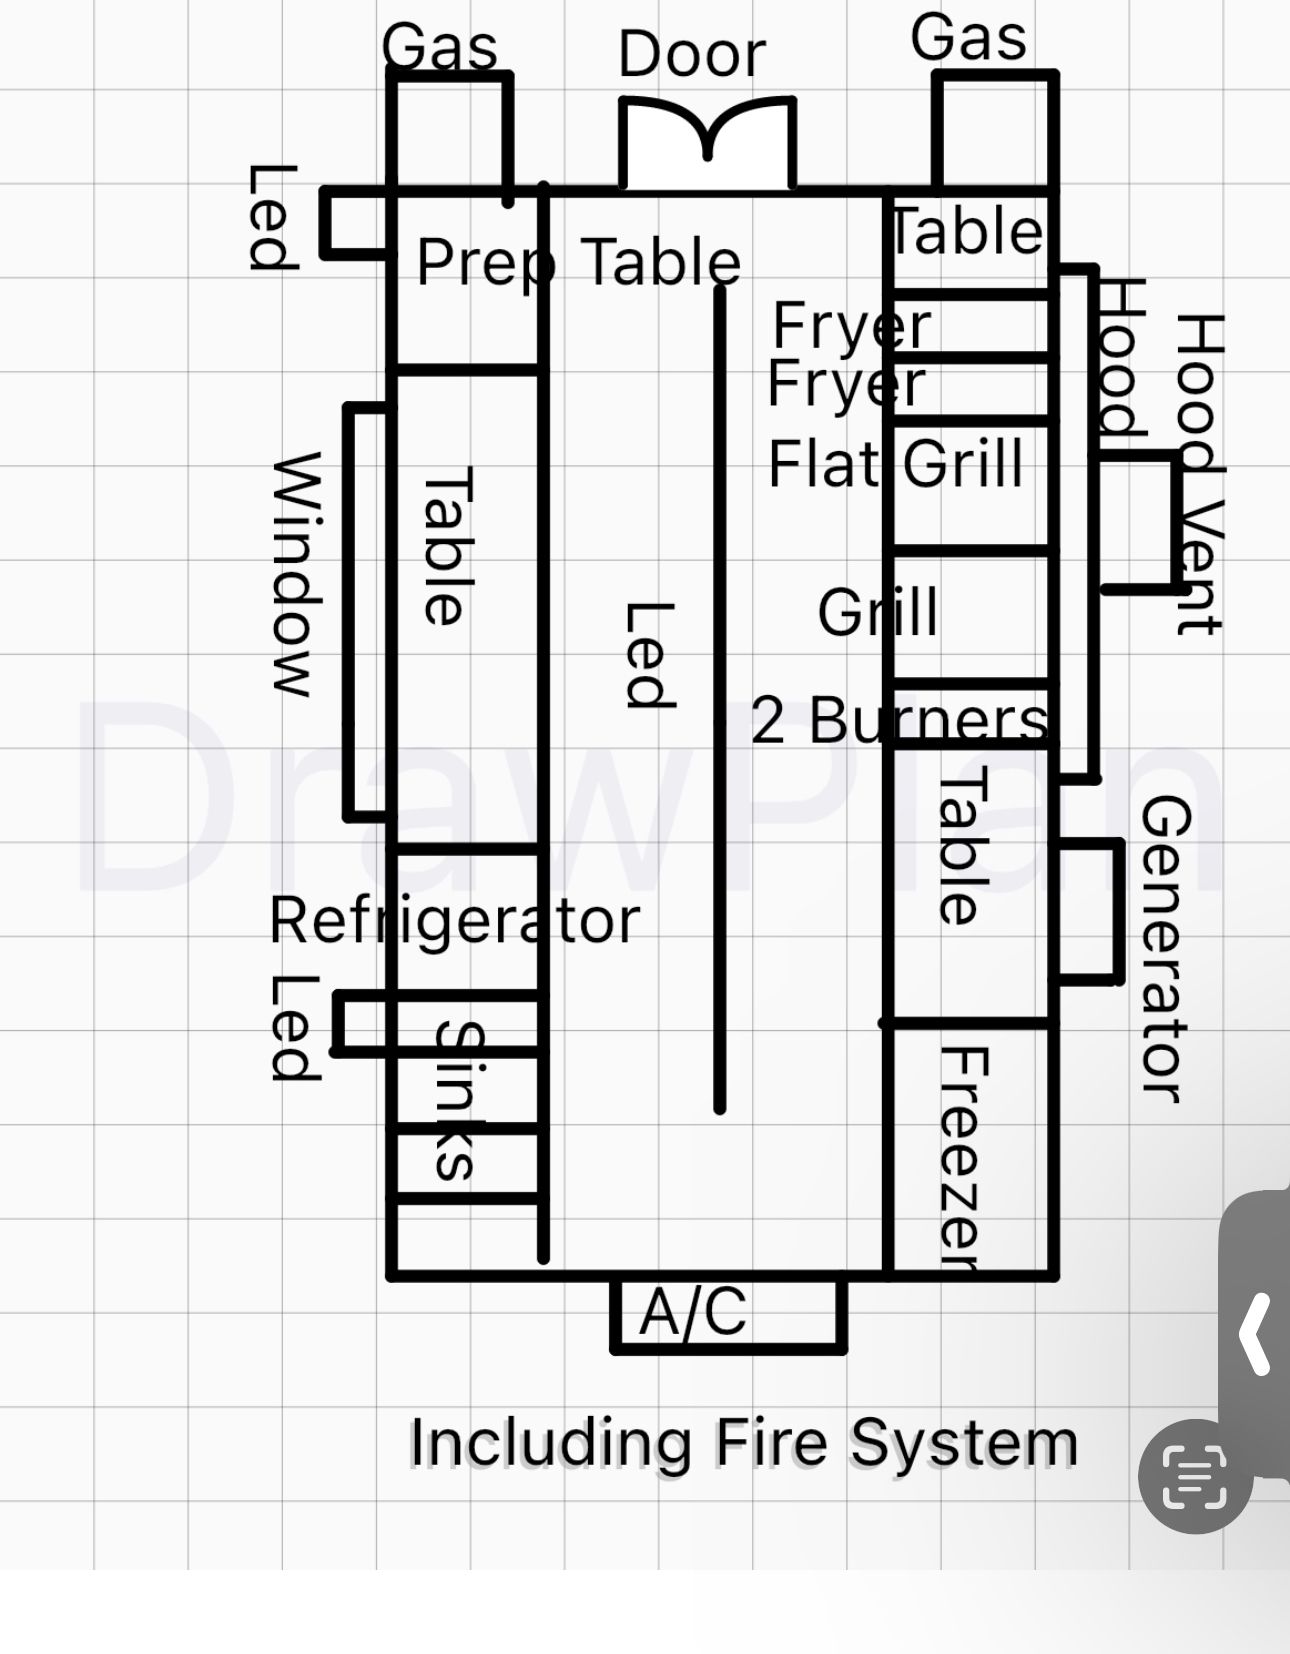 Gas
Door
Gas
Led
Prep Table
Table
Fryer
Fryer
Hood
Hood Vent
Flat Grill
Window
Table
Led
Grill
2 Burners
DrawPlan
Table
Generator
Refrigerator
Led
Sinks
Freezer
A/C
Including Fire System